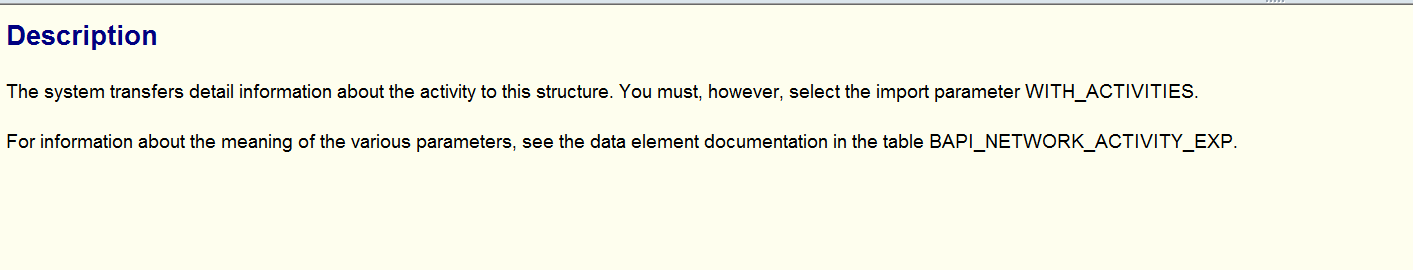 Description
The system transfers detail information about the activity to this structure. You must, however, select the import parameter WITH_ACTIVITIES.
For information about the meaning of the various parameters, see the data element documentation in the table BAPI_NETWORK_ACTIVITY_EXP.